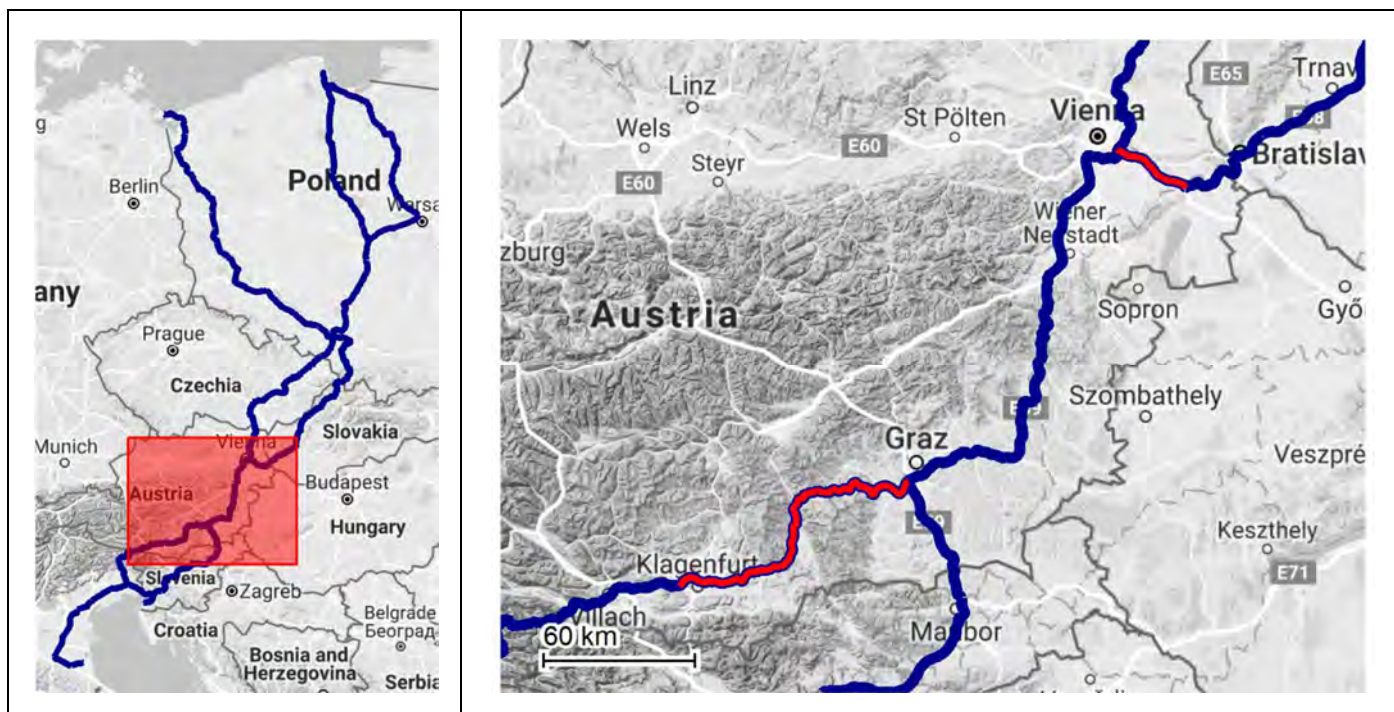 Berlin
Poland
Warsa
any
Prague
Czechia
Munich
Vienna
Slovakia
Austria
Budapest
Hungary
Slovenia
Zagreb
Croatia
Belgrade
Београд
Bosnia and
Herzegovina
Serbia
Linz
Wels
Steyr
St Pölten
E60
E60
Vienna
E65
Trnav
Bratislav
zburg
Wiener
Neustadt
Austria
Sopron
Győ
Szombathely
Graz
Veszpré
Keszthely
E71
Klagenfurt
Villach
60 km
Maribor